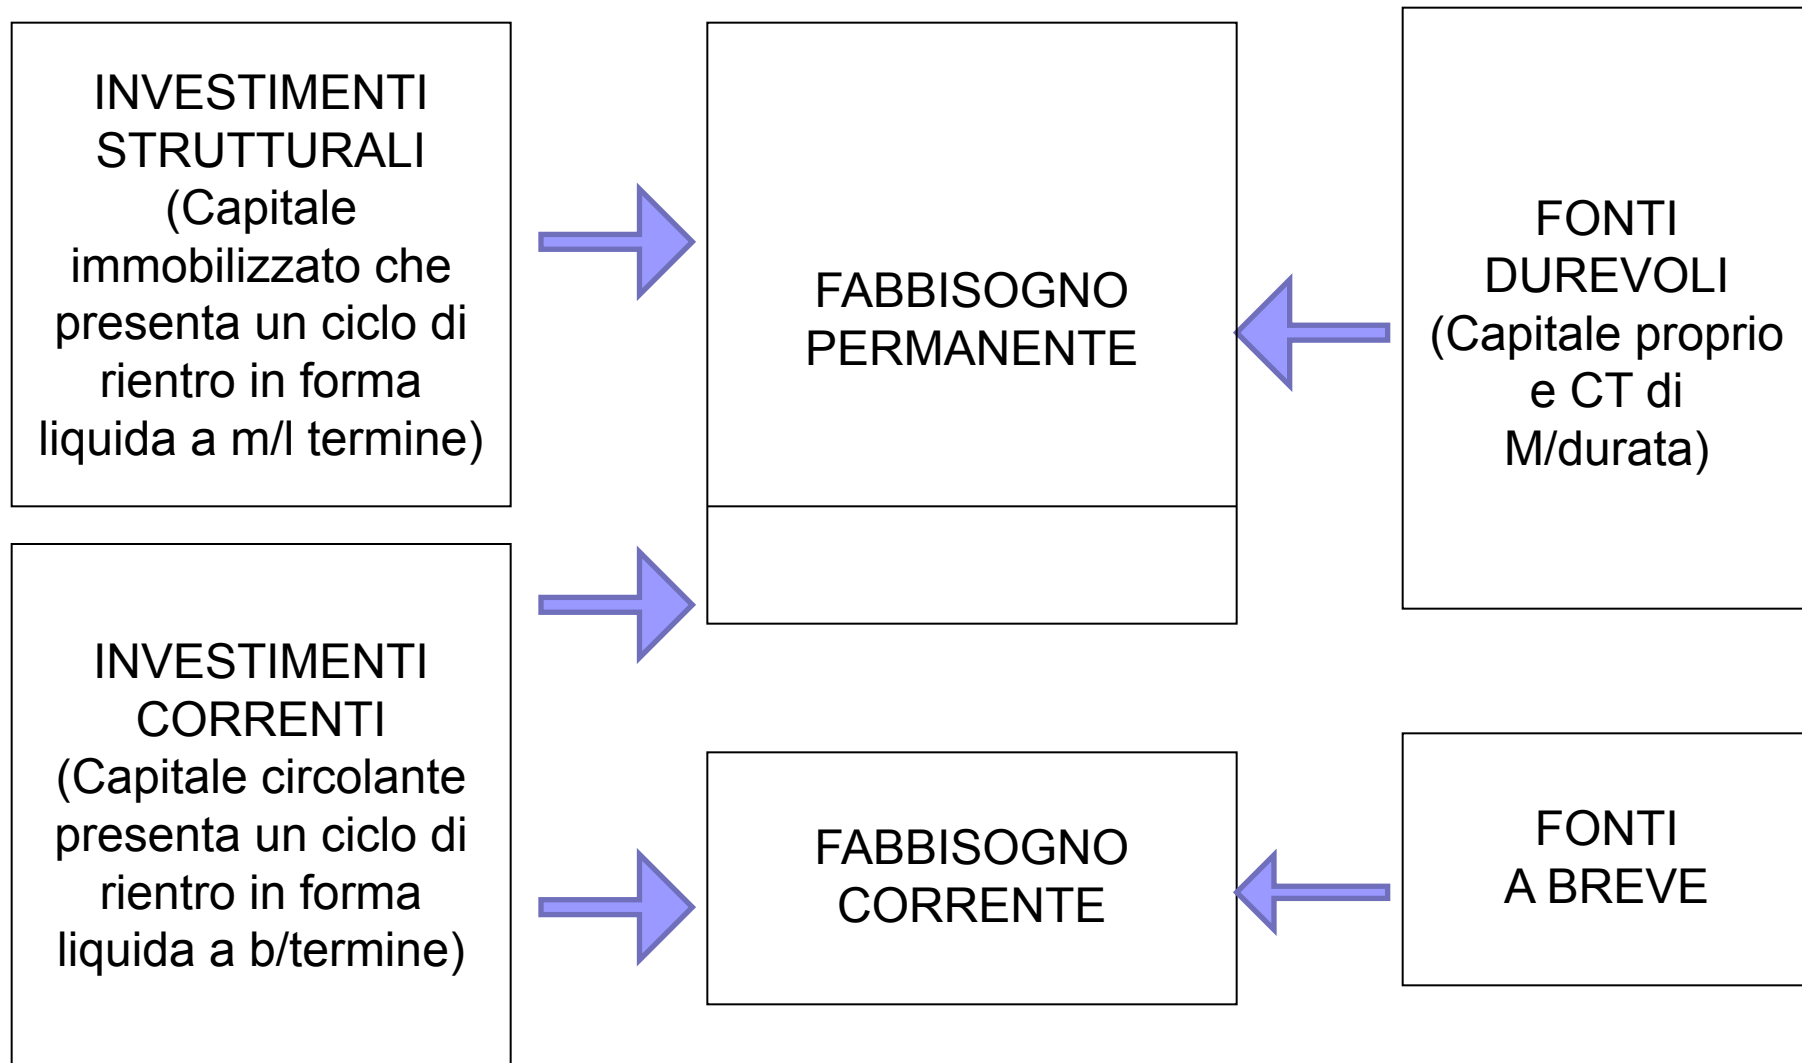 INVESTIMENTI
STRUTTURALI
(Capitale
immobilizzato che
presenta un ciclo di
rientro in forma
liquida a m/l termine)
INVESTIMENTI
CORRENTI
(Capitale circolante
presenta un ciclo di
rientro in forma
liquida a b/termine)
FABBISOGNO
PERMANENTE
FABBISOGNO
CORRENTE
FONTI
DUREVOLI
(Capitale proprio
e CT di
M/durata)
FONTI
A BREVE